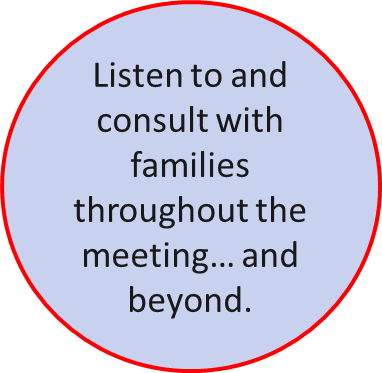 Listen to and
consult with
families
throughout the
meeting... and
beyond.